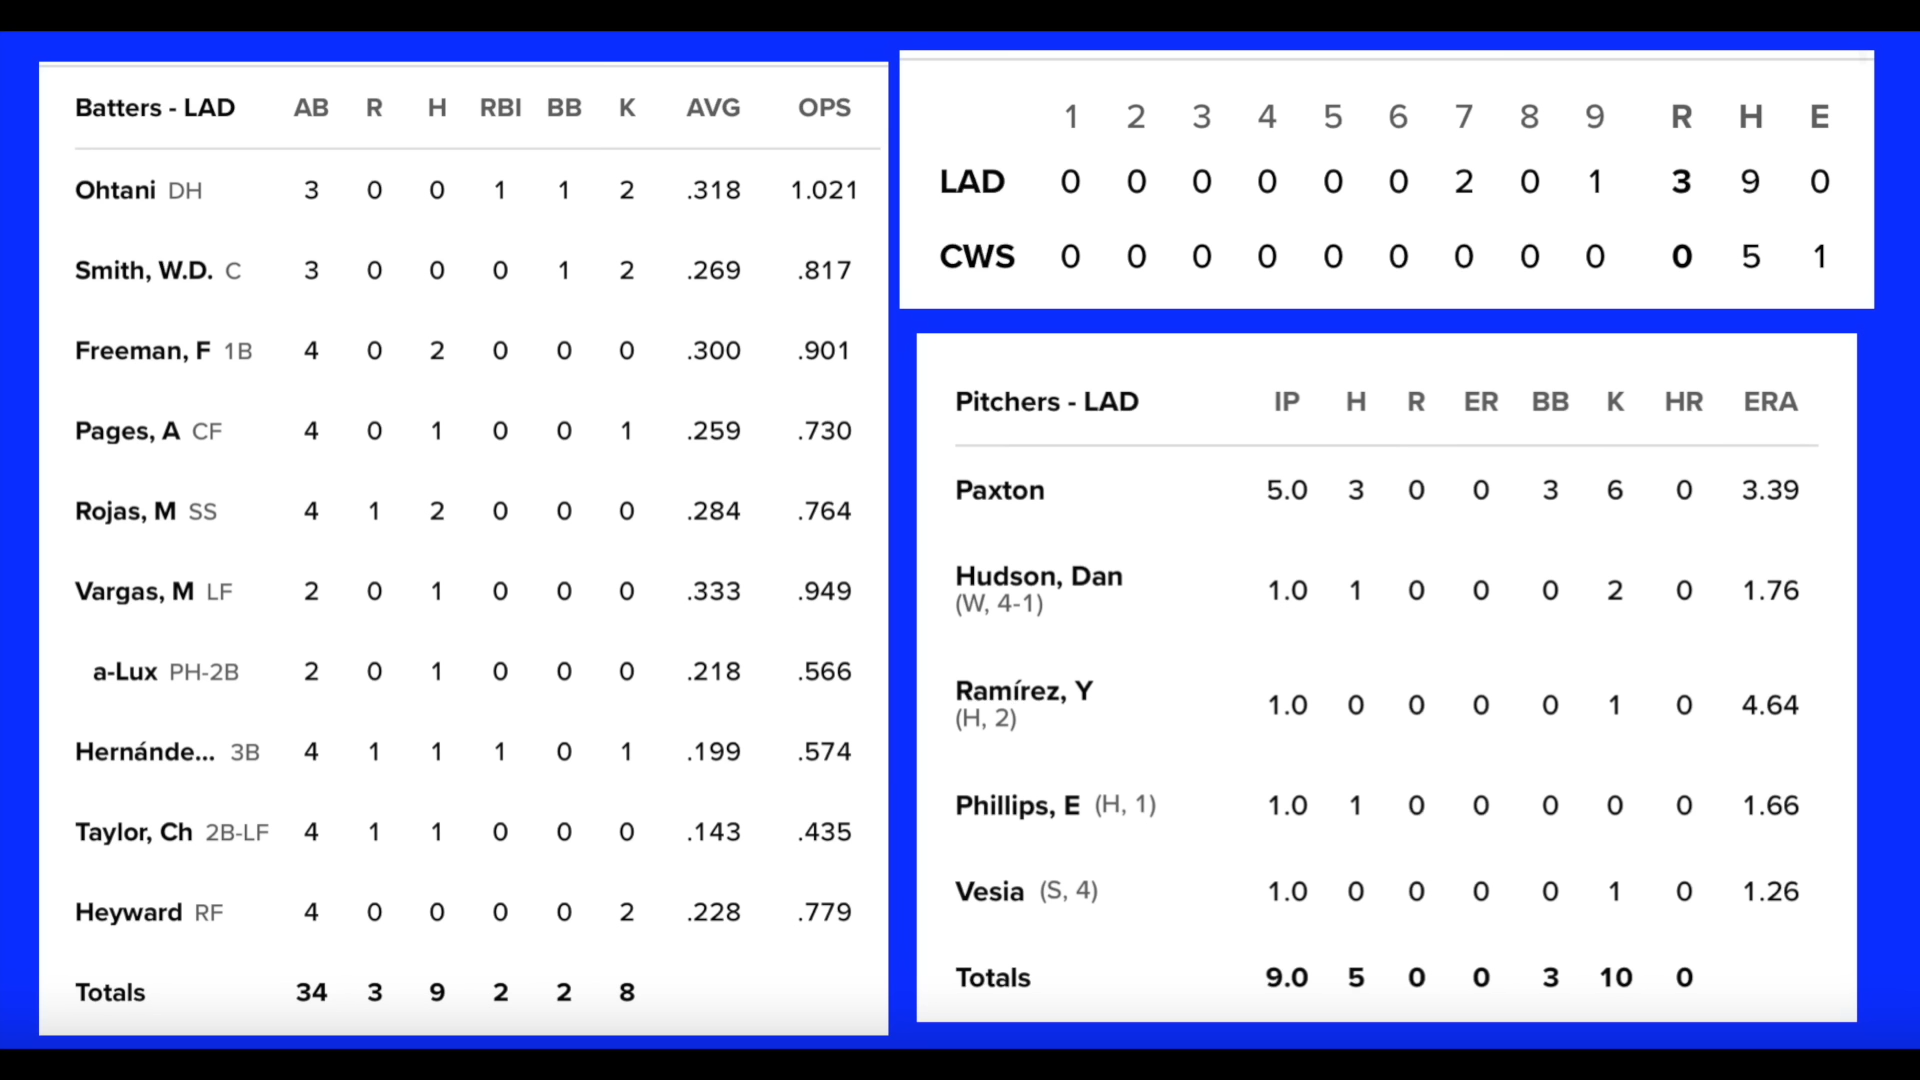 Batters - LAD AB R H RBI BB K AVG OPS
Ohtani DH 3 0 0 1 1 2 .318 1.021
Smith, W.D. C 3 0 0 0 1 2 .269 .817
Freeman, F 1B 4 0 2 0 0 0 .300 .901
Pages, A CF 4 0 1 0 0 1 .259 .730
Rojas, M SS 4 1 2 0 0 0 .284 .764
Vargas, M LF 2 0 1 0 0 0 .333 .949
a-Lux PH-2B 2 0 1 0 0 0 .218 .566
Hernánde... 3B 4 1 1 1 0 1 .199 .574
Taylor, Ch 2B-LF 4 1 1 0 0 0 .143 .435
Heyward RF 4 0 0 0 0 2 .228 .779
Totals 34 3 9 2 2 8
1 2 3 4 5 6 7 8 9 R H E
LAD 0 0 0 0 0 0 2 0 1 3 9 0
CWS 0 0 0 0 0 0 0 0 0 0 5 1
Pitchers - LAD IP H R ER BB K HR ERA
Paxton 5.0 3 0 0 3 6 0 3.39
Hudson, Dan 1.0 1 0 0 0 2 0 1.76
(W, 4-1)
Ramírez, Y 1.0 0 0 0 0 1 0 4.64
(H, 2)
Phillips, E (H, 1) 1.0 1 0 0 0 0 0 1.66
Vesia (S, 4) 1.0 0 0 0 0 1 0 1.26
Totals 9.0 5 0 0 3 10 0